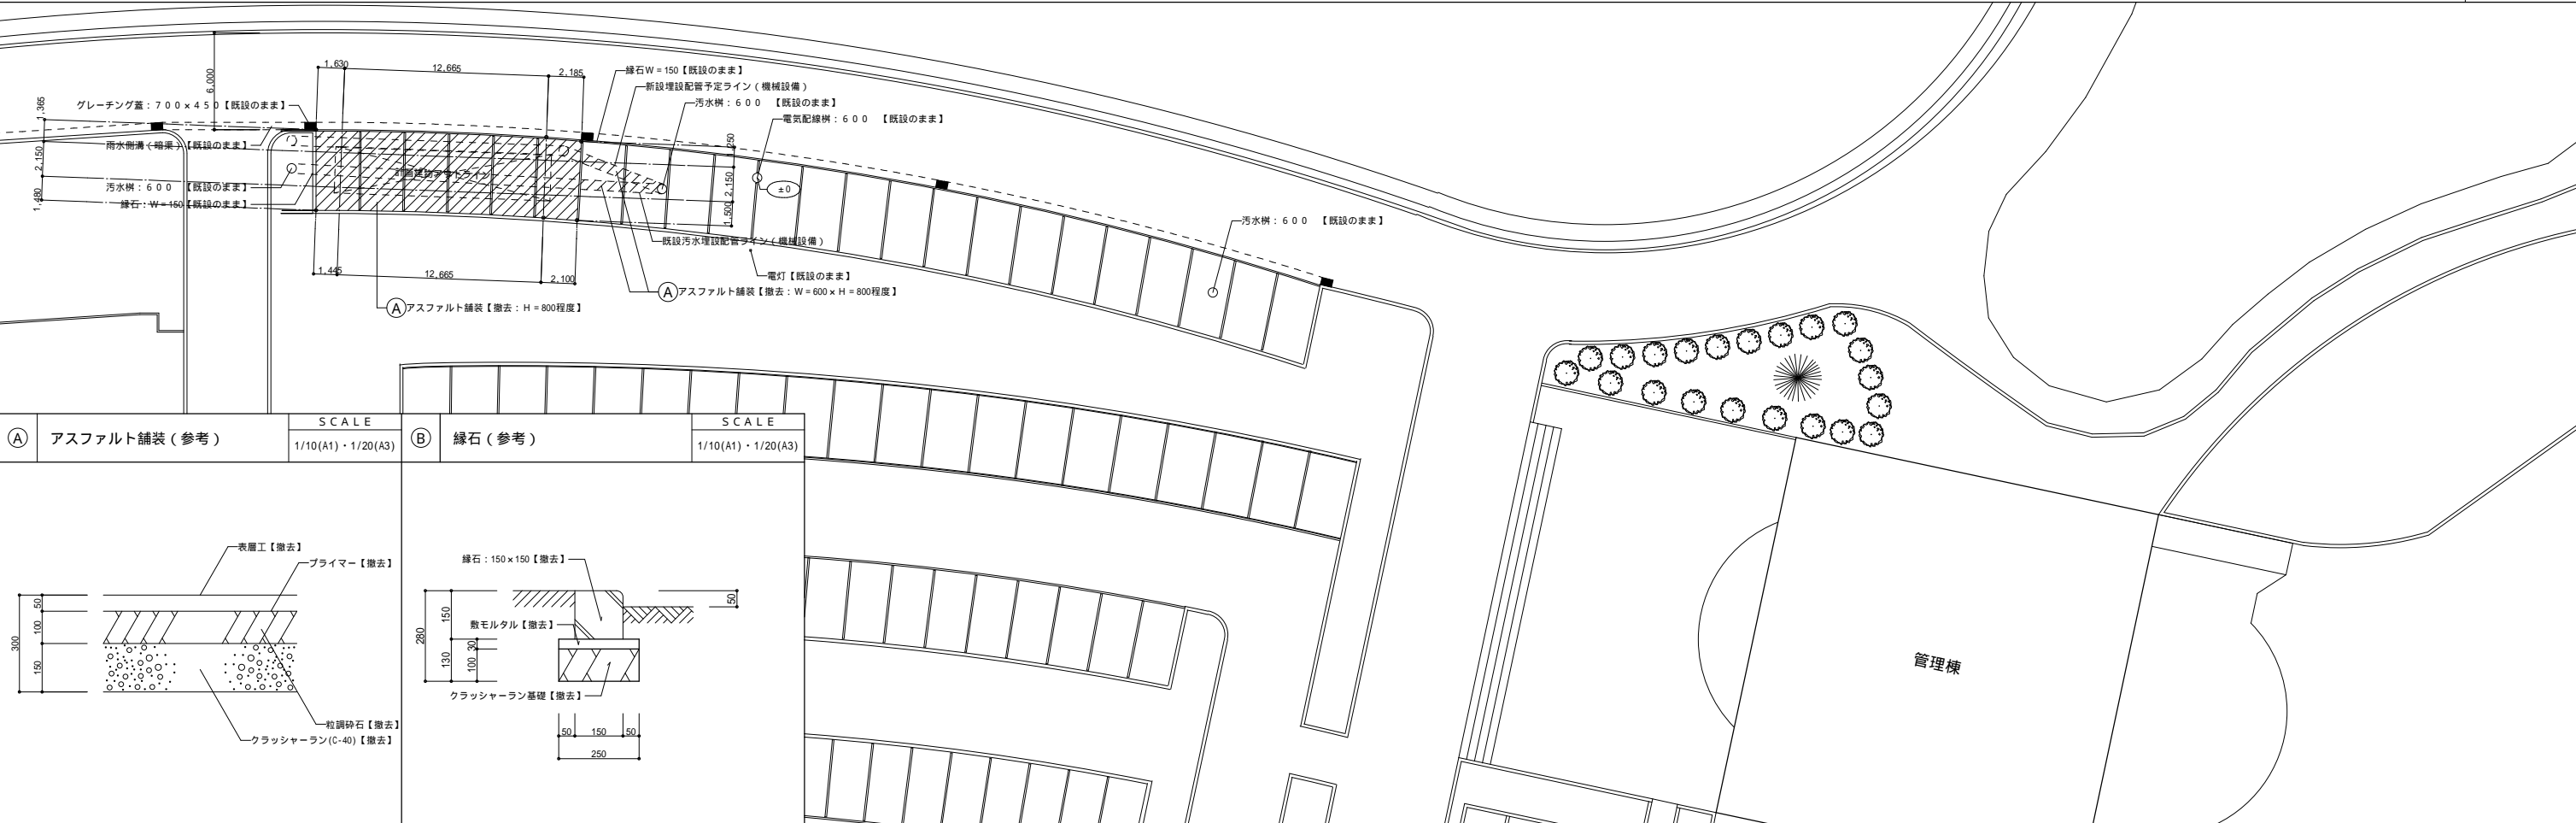 6,000
1,630
12,665
2,185
縁石W=150【既設のまま】
新設埋設配管予定ライン(機械設備)
汚水桝:600 【既設のまま】
電気配線桝:600 【既設のまま】
1,365
グレーチング蓋:700×450【既設のまま】
雨水側溝(暗渠)【既設のまま】
2,150
1,480
汚水桝:600 【既設のまま】
縁石:W=150【既設のまま】
計画建物アウトライン
1,250
2,150
1,500
±0
汚水桝:600 【既設のまま】
既設汚水埋設配管ライン(機械設備)
電灯【既設のまま】
1,445
12,665
2,100
A アスファルト舗装【撤去:W=600×H=800程度】
A アスファルト舗装【撤去:H=800程度】
A アスファルト舗装(参考)
SCALE
1/10(A1)・1/20(A3)
B 縁石(参考)
SCALE
1/10(A1)・1/20(A3)
表層工【撤去】
プライマー【撤去】
300
50
100
150
粒調砕石【撤去】
クラッシャーラン(C-40)【撤去】
縁石:150×150【撤去】
敷モルタル【撤去】
クラッシャーラン基礎【撤去】
280
150
130
30
100
50
50
150
50
250
管理棟